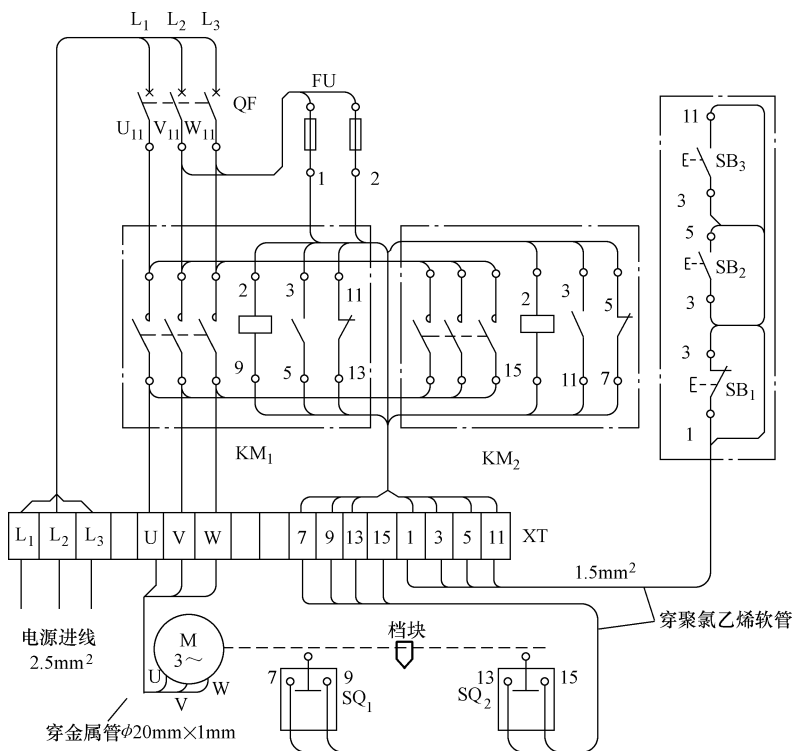 L₁ L₂ L₃
QF
FU
U₁₁ V₁₁ W₁₁
1 2
11
SB₃
3
5
SB₂
3
3
SB₁
1
2 3 11
2 3 5
9 5 13
15 11 7
KM₁ KM₂
L₁ L₂ L₃ U V W 7 9 13 15 1 3 5 11 XT
1.5mm²
穿聚氯乙烯软管
电源进线
2.5mm²
M
3～
U V W
档块
7 9
SQ₁
13 15
SQ₂
穿金属管ϕ20mm×1mm